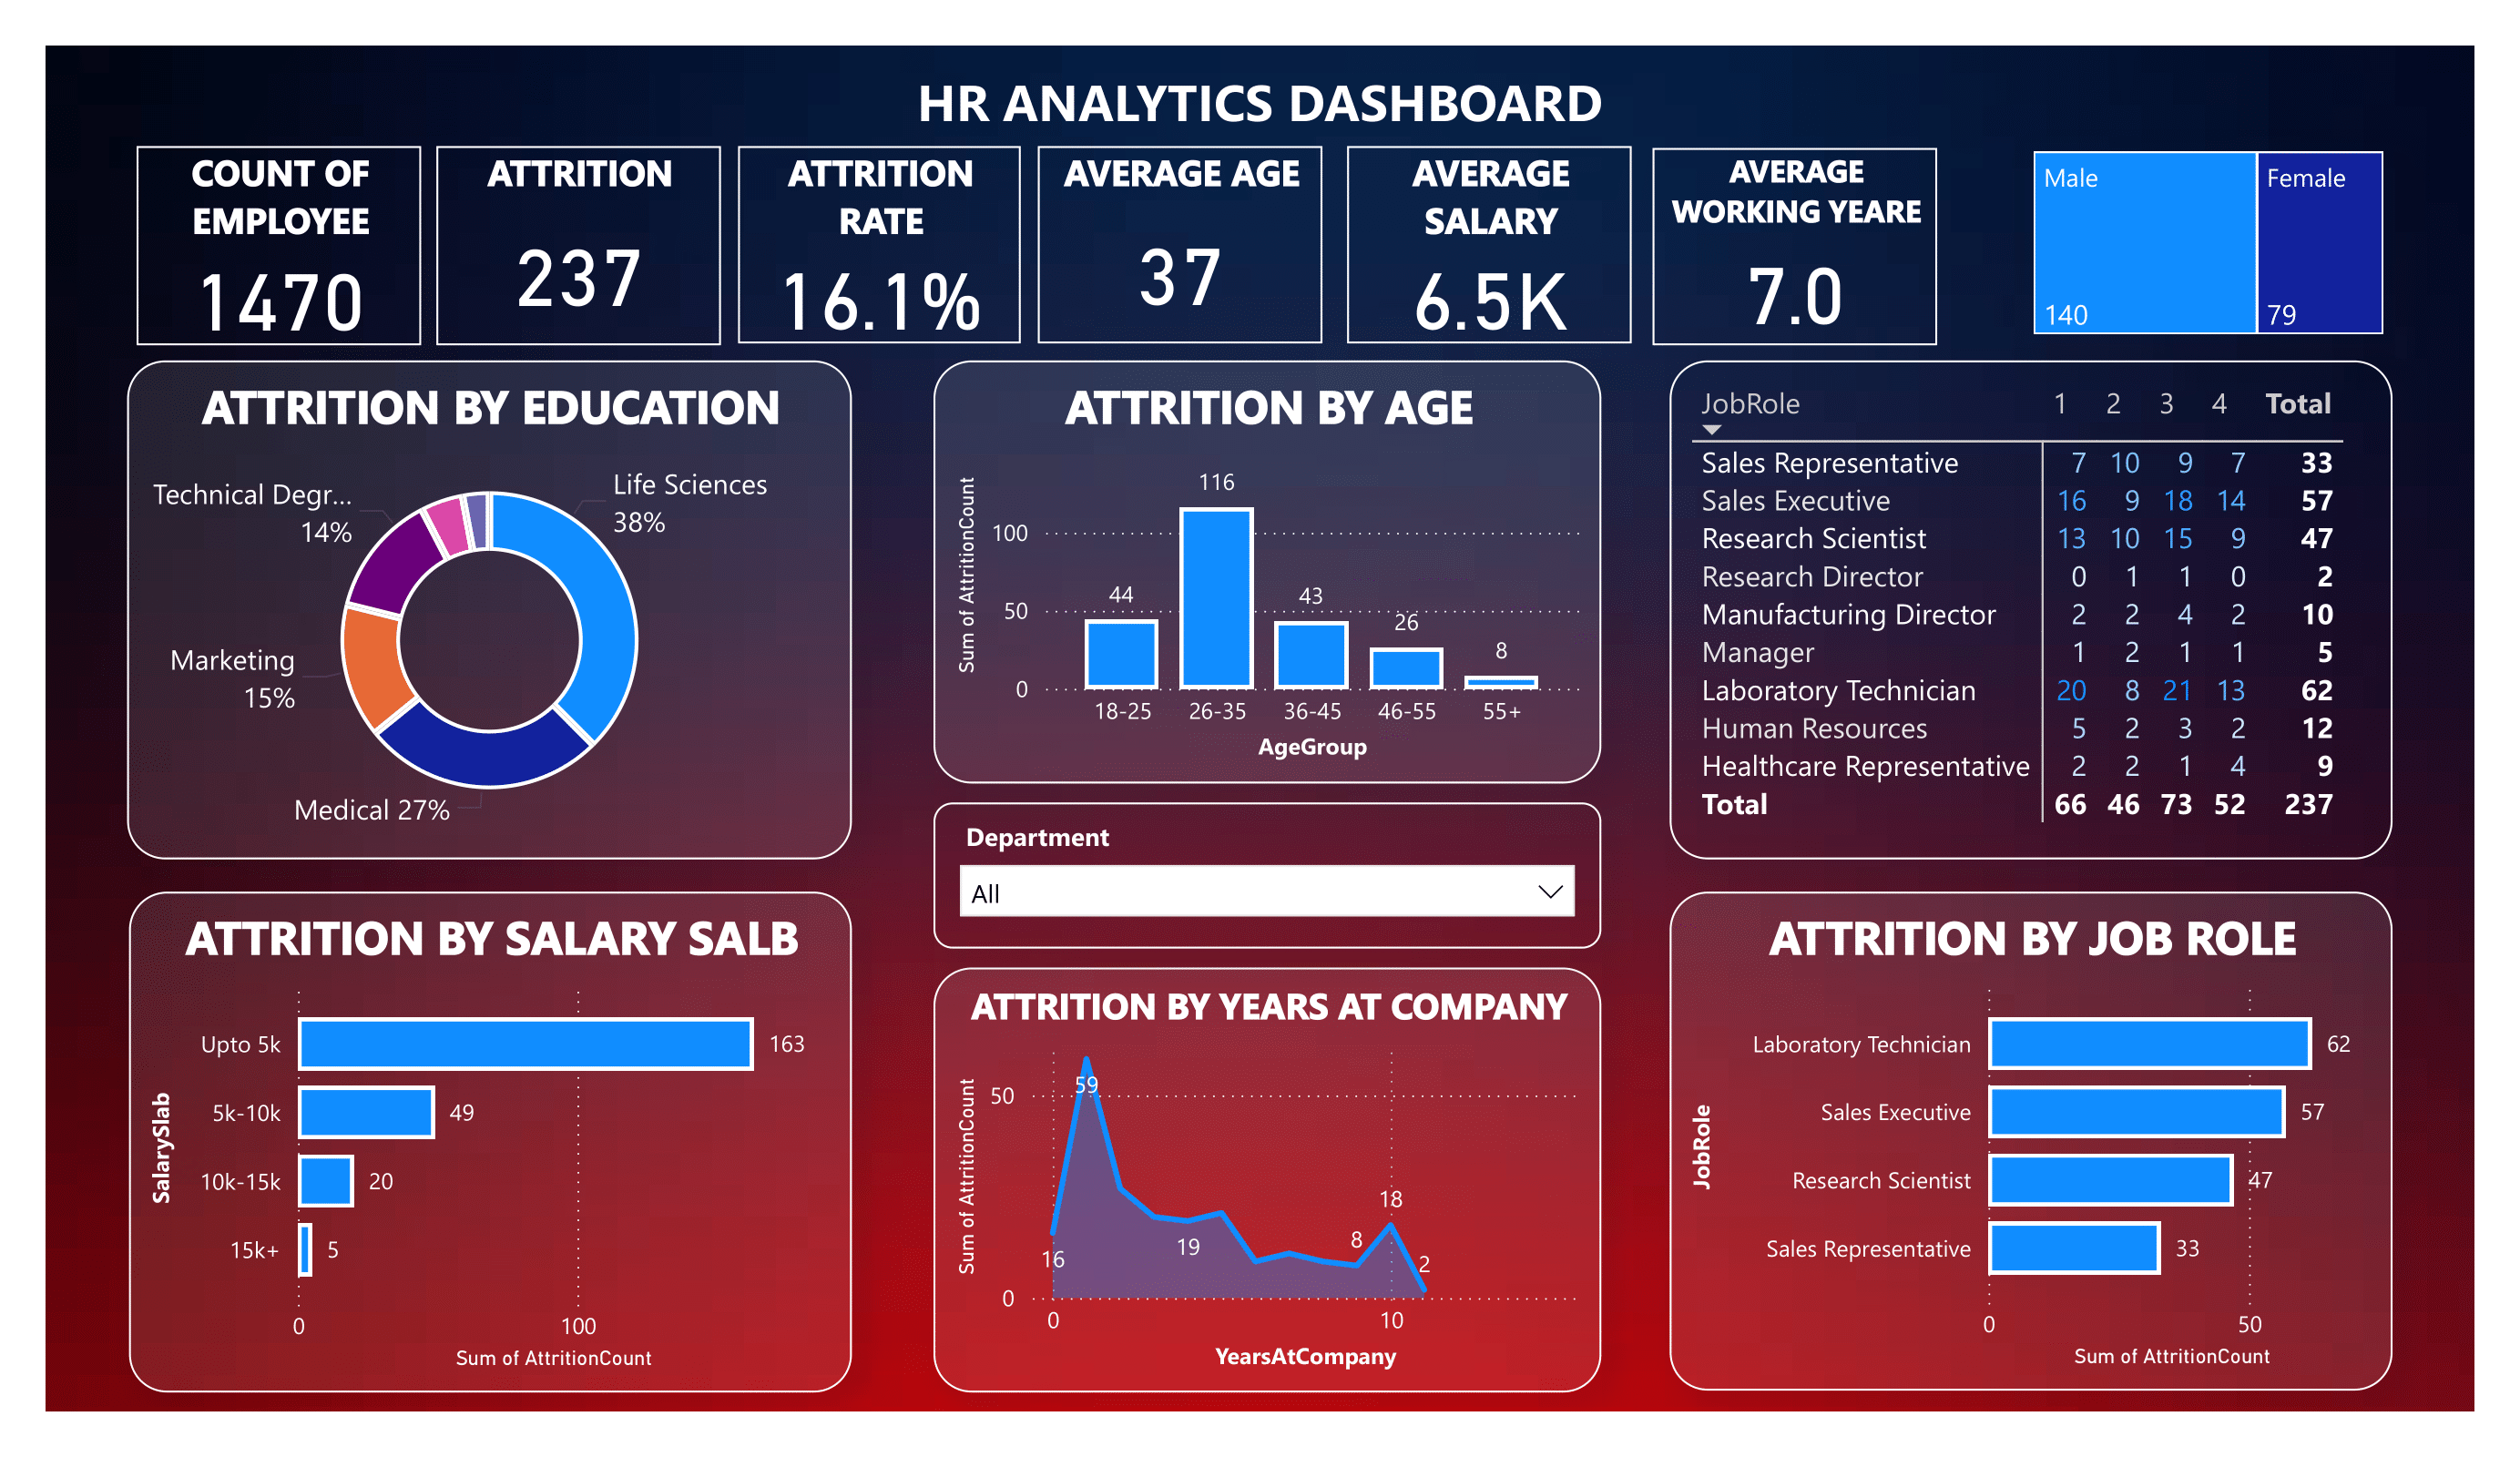 HR ANALYTICS DASHBOARD
COUNT OF
EMPLOYEE
1470
ATTRITION
237
ATTRITION
RATE
16.1%
AVERAGE AGE
37
AVERAGE
SALARY
6.5K
AVERAGE
WORKING YEARE
7.0
Male
140
Female
79
ATTRITION BY EDUCATION
Life Sciences
38%
Technical Degr...
14%
Marketing
15%
Medical 27%
ATTRITION BY AGE
Sum of AttritionCount
100
50
0
44
116
43
26
8
18-25
26-35
36-45
46-55
55+
AgeGroup
JobRole 1 2 3 4 Total
Sales Representative 7 10 9 7 33
Sales Executive 16 9 18 14 57
Research Scientist 13 10 15 9 47
Research Director 0 1 1 0 2
Manufacturing Director 2 2 4 2 10
Manager 1 2 1 1 5
Laboratory Technician 20 8 21 13 62
Human Resources 5 2 3 2 12
Healthcare Representative 2 2 1 4 9
Total 66 46 73 52 237
Department
All
ATTRITION BY SALARY SALB
SalarySlab
Upto 5k 163
5k-10k 49
10k-15k 20
15k+ 5
0 100
Sum of AttritionCount
ATTRITION BY YEARS AT COMPANY
Sum of AttritionCount
50
0
16
59
19
8
18
2
0 10
YearsAtCompany
ATTRITION BY JOB ROLE
JobRole
Laboratory Technician 62
Sales Executive 57
Research Scientist 47
Sales Representative 33
0 50
Sum of AttritionCount